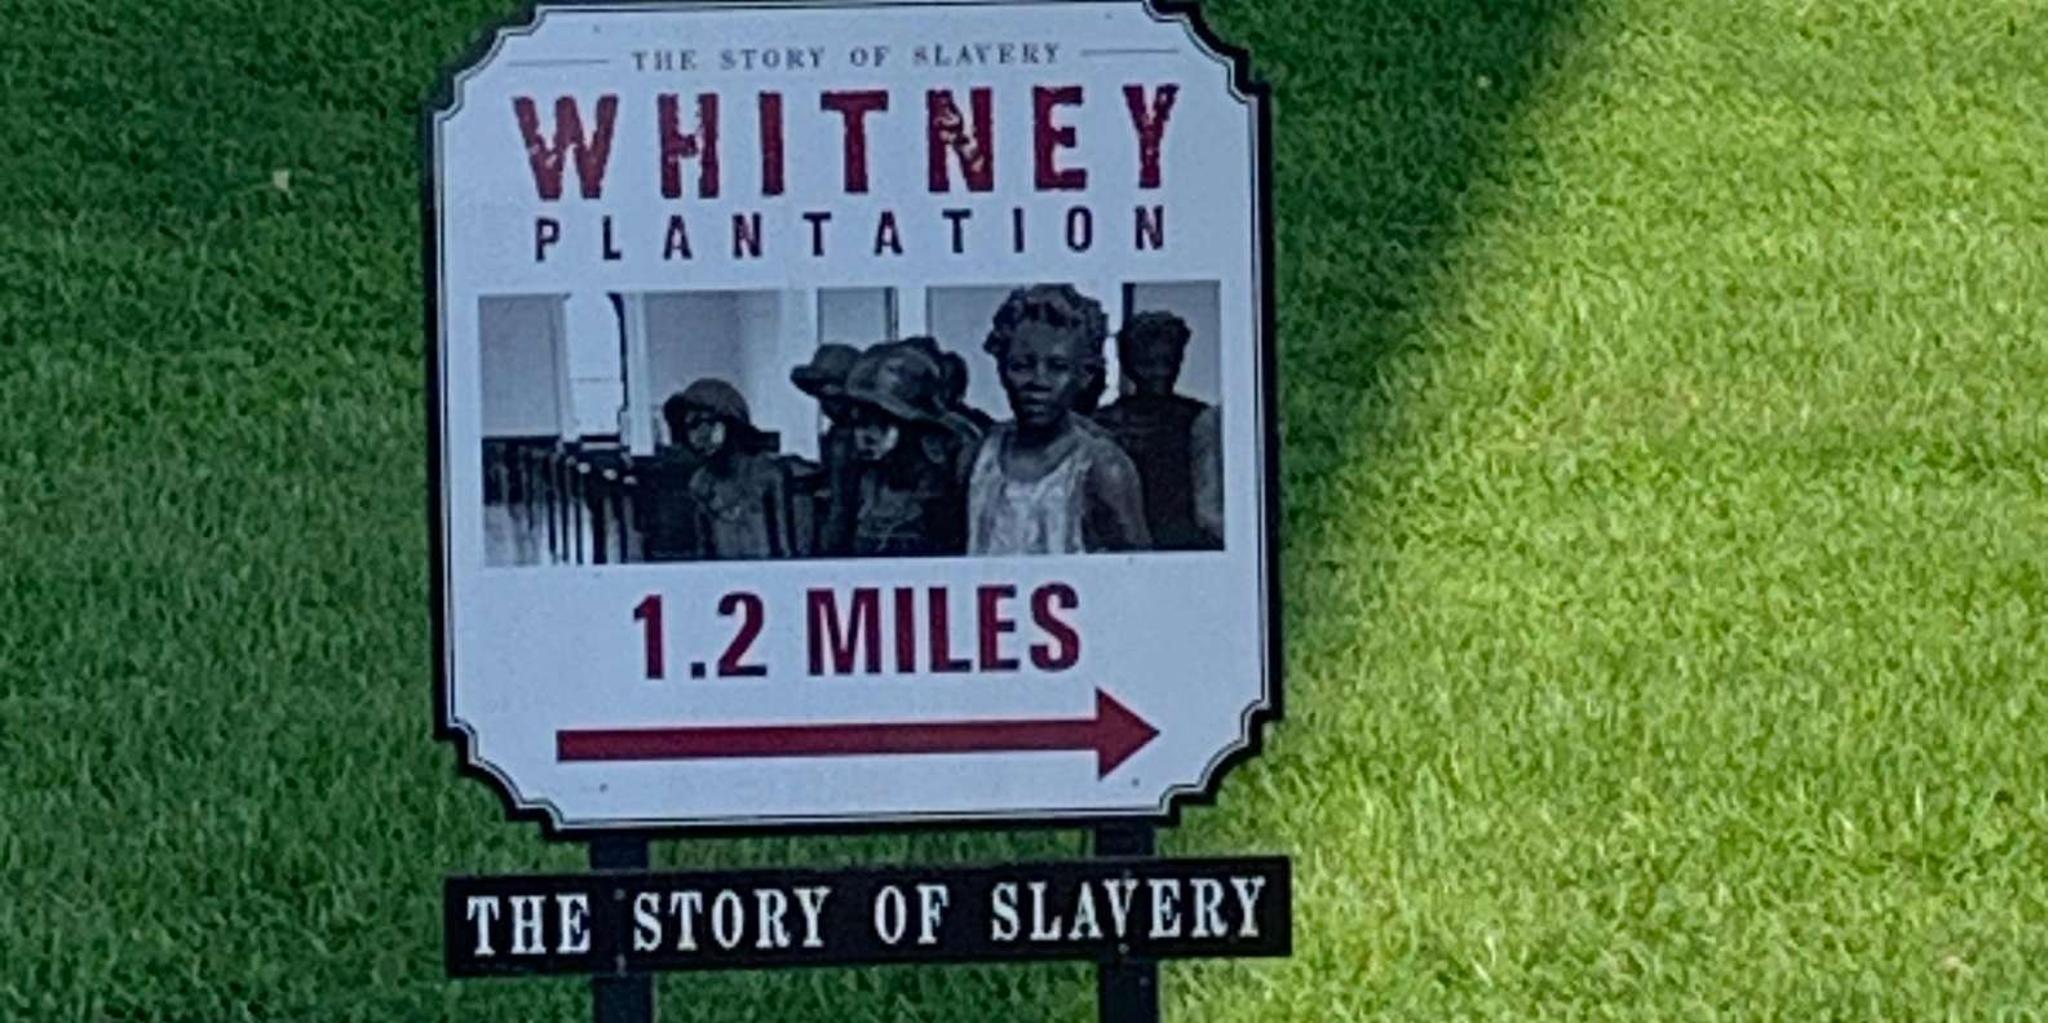 THE STORY OF SLAVERY
WHITNEY
PLANTATION
1.2 MILES
THE STORY OF SLAVERY